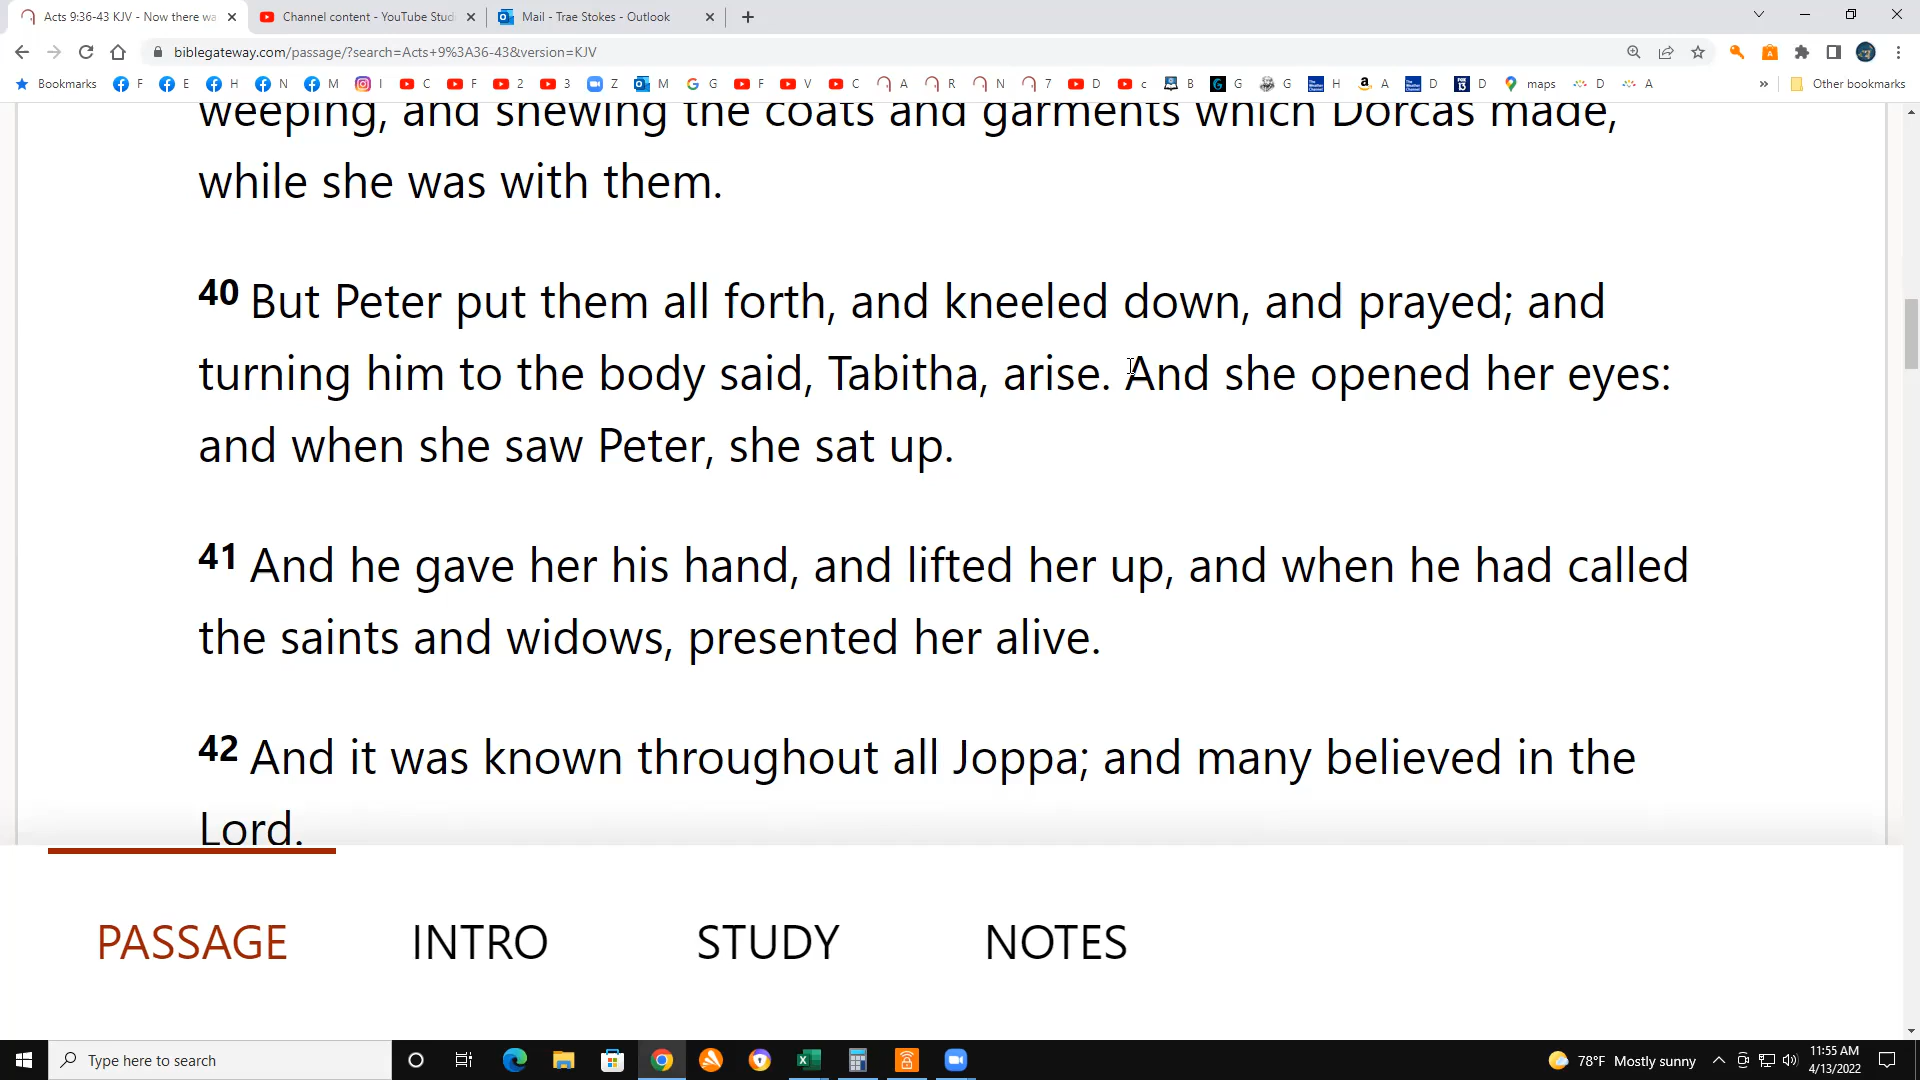 Acts 9:36-43 KJV - Now there wa
Channel content - YouTube Stud
Mail - Trae Stokes - Outlook
biblegateway.com/passage/?search=Acts+9%3A36-43&version=KJV
Bookmarks F E H N M I C F 2 3 Z M G F V C A R N 7 D c B G G H A D D maps D A » Other bookmarks
weeping, and shewing the coats and garments which Dorcas made,
while she was with them.
40 But Peter put them all forth, and kneeled down, and prayed; and
turning him to the body said, Tabitha, arise. And she opened her eyes:
and when she saw Peter, she sat up.
41 And he gave her his hand, and lifted her up, and when he had called
the saints and widows, presented her alive.
42 And it was known throughout all Joppa; and many believed in the
Lord.
PASSAGE INTRO STUDY NOTES
Type here to search
78°F Mostly sunny
11:55 AM
4/13/2022